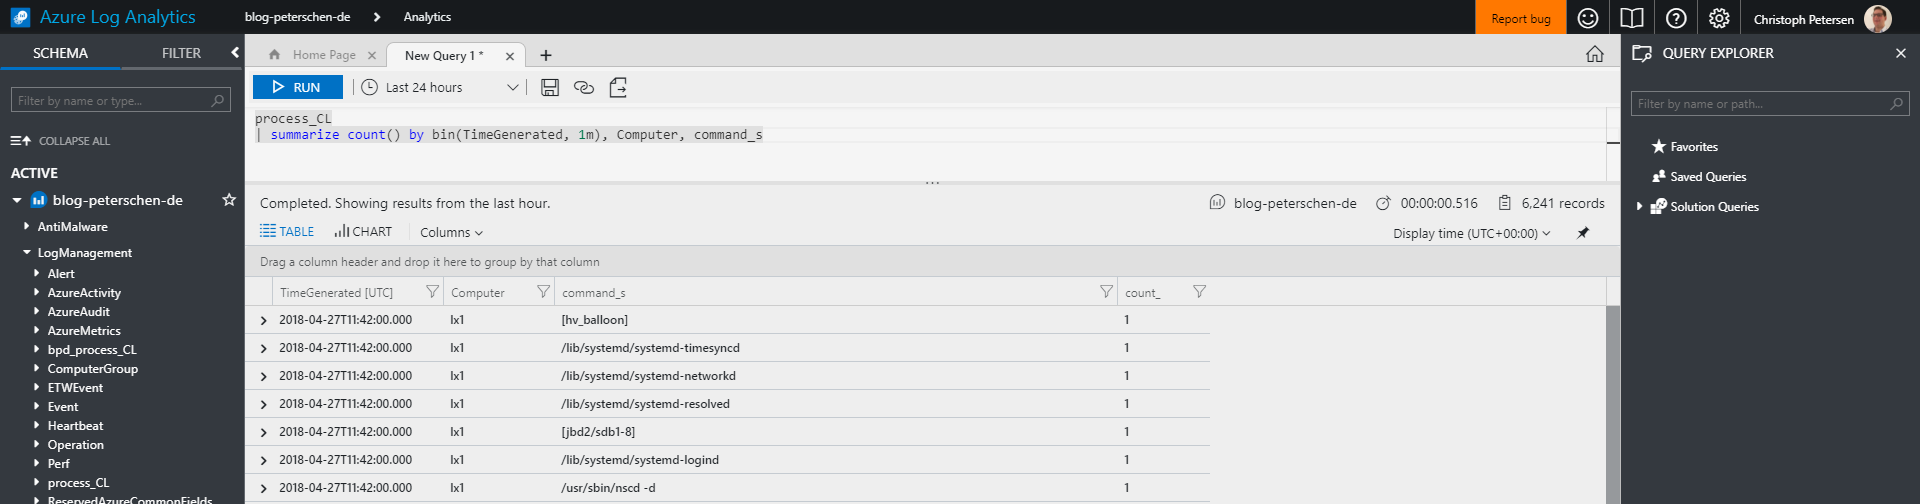 Azure Log Analytics blog-peterschen-de Analytics Report bug Christoph Petersen
SCHEMA FILTER
Filter by name or type...
COLLAPSE ALL
ACTIVE
blog-peterschen-de
AntiMalware
LogManagement
Alert
AzureActivity
AzureAudit
AzureMetrics
bpd_process_CL
ComputerGroup
ETWEvent
Event
Heartbeat
Operation
Perf
process_CL
ReservedAzureCommonFields
Home Page New Query 1 *
RUN Last 24 hours
process_CL
| summarize count() by bin(TimeGenerated, 1m), Computer, command_s
Completed. Showing results from the last hour. blog-peterschen-de 00:00:00.516 6,241 records
TABLE CHART Columns Display time (UTC+00:00)
Drag a column header and drop it here to group by that column
TimeGenerated [UTC] Computer command_s count_
2018-04-27T11:42:00.000 lx1 [hv_balloon] 1
2018-04-27T11:42:00.000 lx1 /lib/systemd/systemd-timesyncd 1
2018-04-27T11:42:00.000 lx1 /lib/systemd/systemd-networkd 1
2018-04-27T11:42:00.000 lx1 /lib/systemd/systemd-resolved 1
2018-04-27T11:42:00.000 lx1 [jbd2/sdb1-8] 1
2018-04-27T11:42:00.000 lx1 /lib/systemd/systemd-logind 1
2018-04-27T11:42:00.000 lx1 /usr/sbin/nscd -d 1
QUERY EXPLORER
Filter by name or path...
Favorites
Saved Queries
Solution Queries